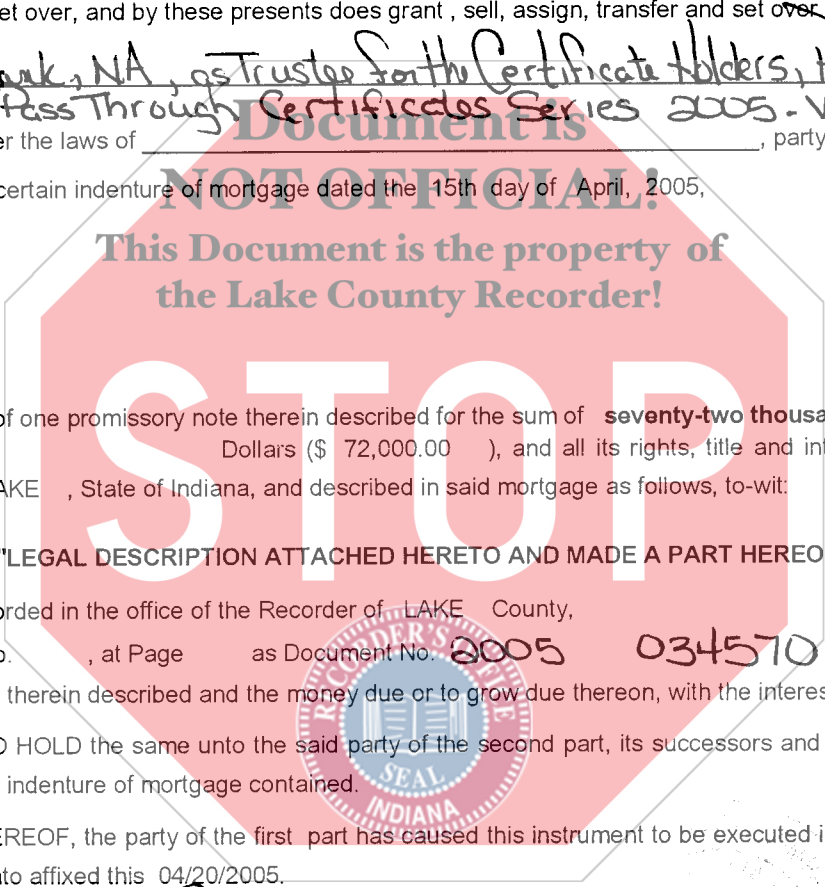 et over, and by these presents does grant , sell, assign, transfer and set over
ank, NA, as Trustee for the Certificate Holders,
Pass Through Certificates Series 2005-
er the laws of , party
certain indenture of mortgage dated the 15th day of April, 2005,
Document is
NOT OFFICIAL!
This Document is the property of
the Lake County Recorder!
STOP
of one promissory note therein described for the sum of seventy-two thousa
Dollars ($ 72,000.00 ), and all its rights, title and int
AKE , State of Indiana, and described in said mortgage as follows, to-wit:
"LEGAL DESCRIPTION ATTACHED HERETO AND MADE A PART HEREO
orded in the office of the Recorder of LAKE County,
o. , at Page as Document No. 2005 034570
therein described and the money due or to grow due thereon, with the interes
O HOLD the same unto the said party of the second part, its successors and
indenture of mortgage contained.
EREOF, the party of the first part has caused this instrument to be executed i
to affixed this 04/20/2005.
RECORDER'S OFFICE
SEAL
INDIANA